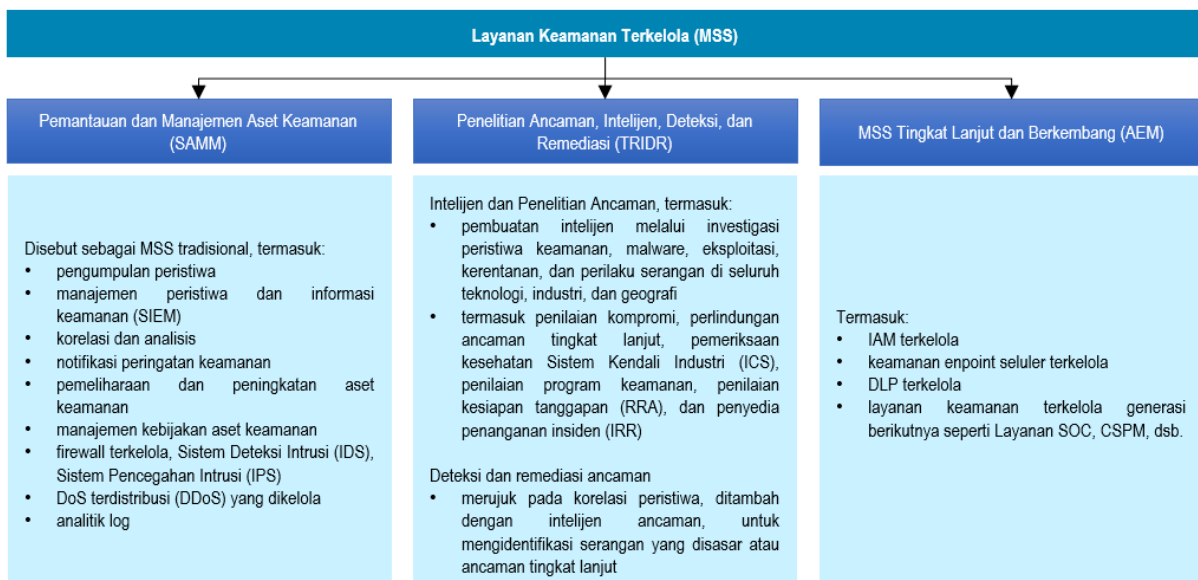 Layanan Keamanan Terkelola (MSS)
Pemantauan dan Manajemen Aset Keamanan
(SAMM)
Disebut sebagai MSS tradisional, termasuk:
• pengumpulan peristiwa
• manajemen peristiwa dan informasi
keamanan (SIEM)
• korelasi dan analisis
• notifikasi peringatan keamanan
• pemeliharaan dan peningkatan aset
keamanan
• manajemen kebijakan aset keamanan
• firewall terkelola, Sistem Deteksi Intrusi (IDS),
Sistem Pencegahan Intrusi (IPS)
• DoS terdistribusi (DDoS) yang dikelola
• analitik log
Penelitian Ancaman, Intelijen, Deteksi, dan
Remediasi (TRIDR)
Intelijen dan Penelitian Ancaman, termasuk:
• pembuatan intelijen melalui investigasi
peristiwa keamanan, malware, eksploitasi,
kerentanan, dan perilaku serangan di seluruh
teknologi, industri, dan geografi
• termasuk penilaian kompromi, perlindungan
ancaman tingkat lanjut, pemeriksaan
kesehatan Sistem Kendali Industri (ICS),
penilaian program keamanan, penilaian
kesiapan tanggapan (RRA), dan penyedia
penanganan insiden (IRR)
Deteksi dan remediasi ancaman
• merujuk pada korelasi peristiwa, ditambah
dengan intelijen ancaman, untuk
mengidentifikasi serangan yang disasar atau
ancaman tingkat lanjut
MSS Tingkat Lanjut dan Berkembang (AEM)
Termasuk:
• IAM terkelola
• keamanan enpoint seluler terkelola
• DLP terkelola
• layanan keamanan terkelola generasi
berikutnya seperti Layanan SOC, CSPM, dsb.